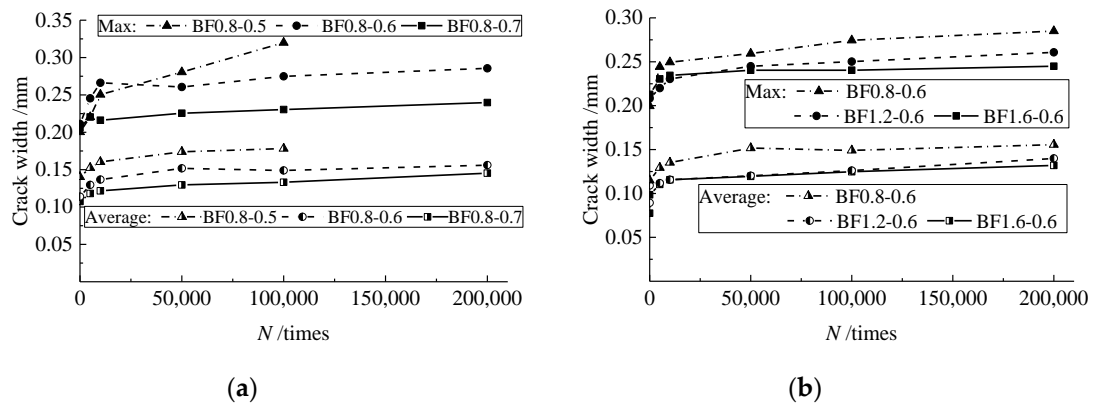 Max: BF0.8-0.5 BF0.8-0.6 BF0.8-0.7
0.35
0.30
0.25
0.20
0.15
0.10
0.05
0.00
Crack width /mm
Average: BF0.8-0.5 BF0.8-0.6 BF0.8-0.7
0 50,000 100,000 150,000 200,000
N /times
(a)
0.30
0.25
0.20
0.15
0.10
0.05
Crack width /mm
Max: BF0.8-0.6
BF1.2-0.6 BF1.6-0.6
Average: BF0.8-0.6
BF1.2-0.6 BF1.6-0.6
0 50,000 100,000 150,000 200,000
N /times
(b)